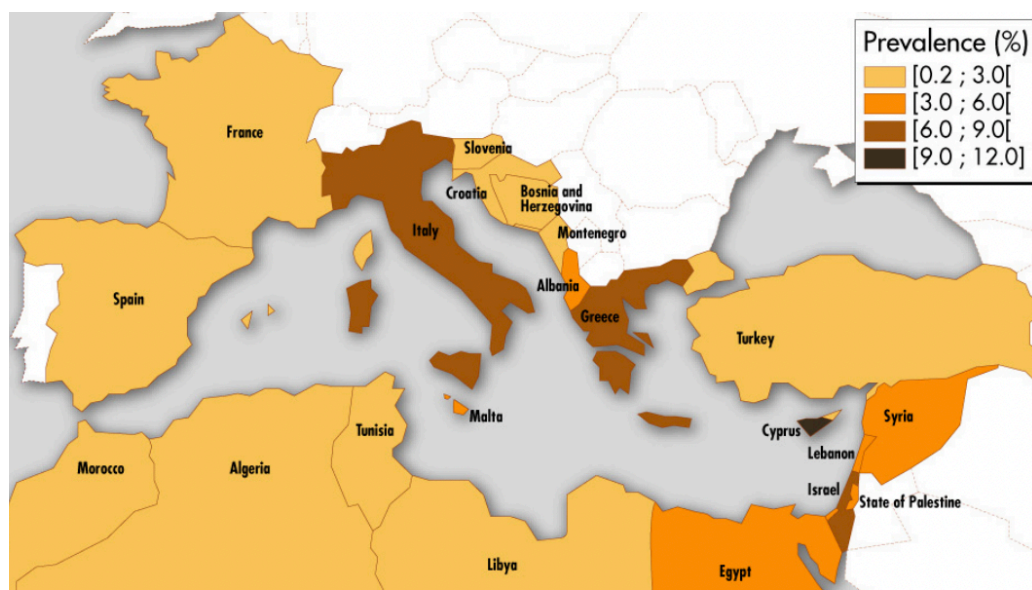 Prevalence (%)
[0.2 ; 3.0[
[3.0 ; 6.0[
[6.0 ; 9.0[
[9.0 ; 12.0]
France
Slovenia
Croatia
Bosnia and
Herzegovina
Italy
Montenegro
Albania
Spain
Greece
Turkey
Malta
Cyprus
Syria
Tunisia
Lebanon
Morocco
Algeria
Israel
State of Palestine
Libya
Egypt